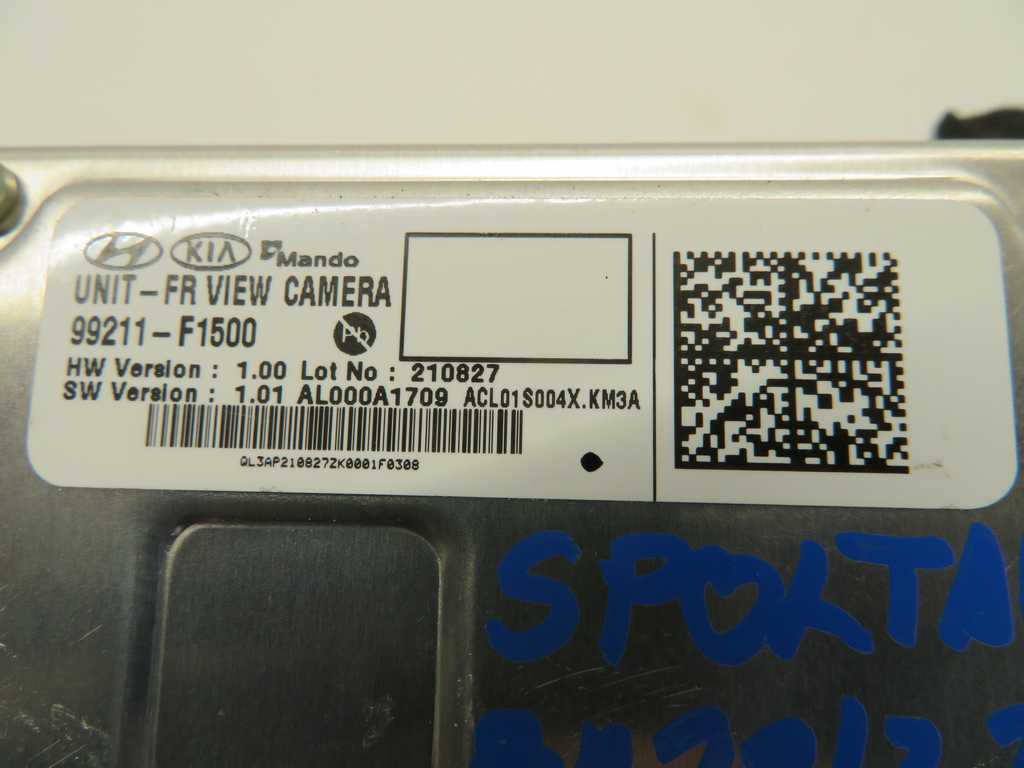 KIA Mando
UNIT-FR VIEW CAMERA
99211-F1500 Pb
HW Version : 1.00 Lot No : 210827
SW Version : 1.01 AL000A1709 ACL01S004X.KM3A
QL3AP210827ZK0001F0308
SPORTA